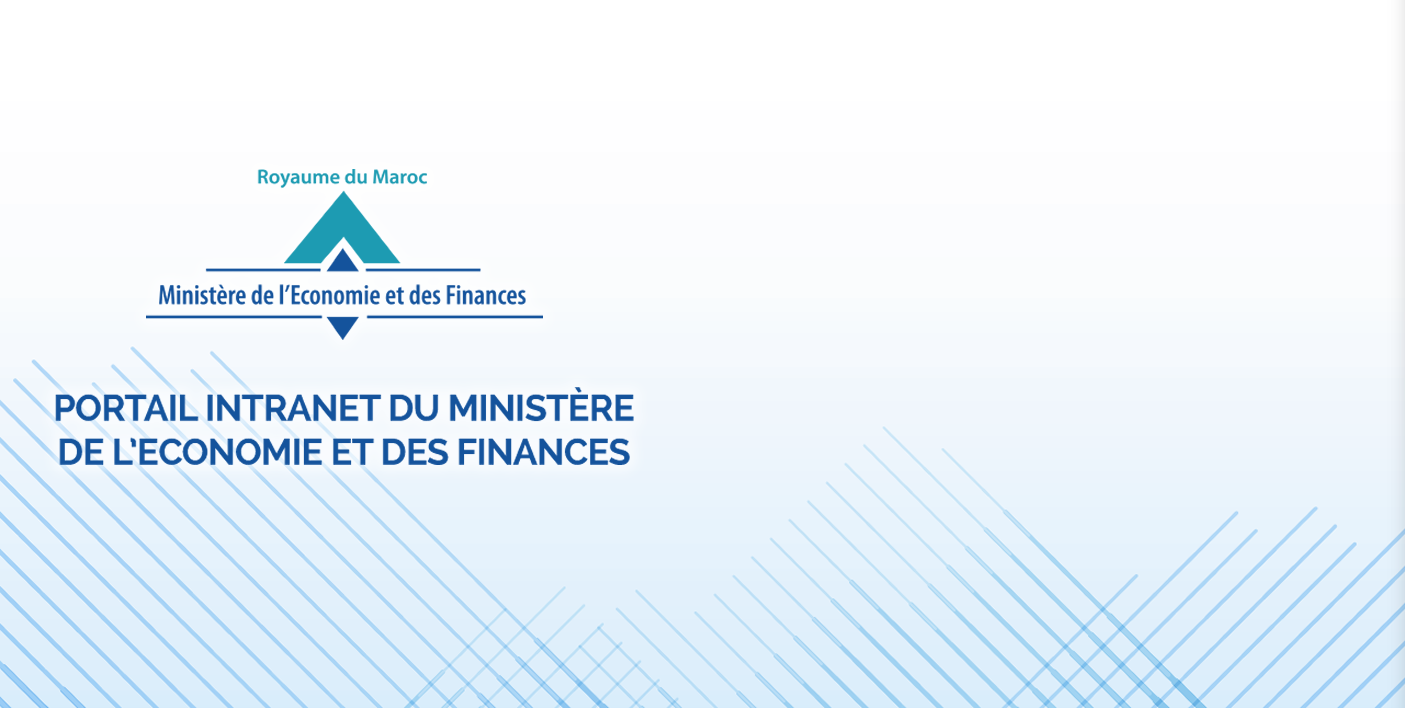 Royaume du Maroc
Ministère de l'Economie et des Finances
PORTAIL INTRANET DU MINISTÈRE
DE L'ECONOMIE ET DES FINANCES